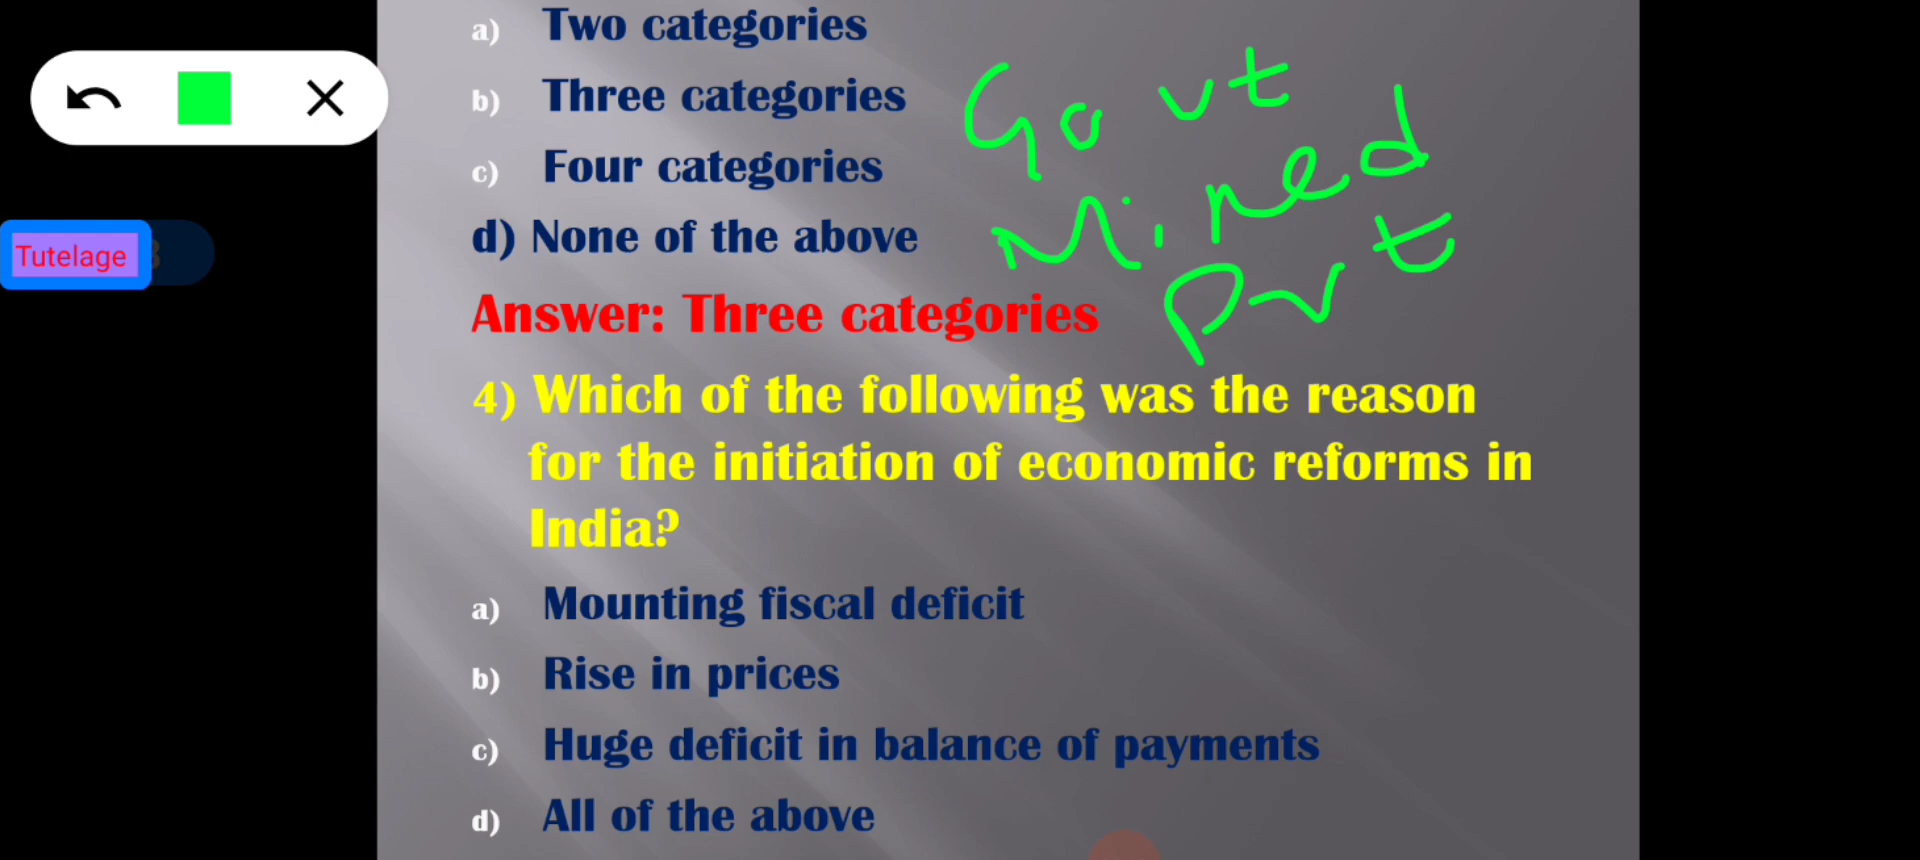 a) Two categories
b) Three categories
c) Four categories
d) None of the above
Govt
Mined
Pvt
Tutelage
Answer: Three categories
4) Which of the following was the reason
for the initiation of economic reforms in
India?
a) Mounting fiscal deficit
b) Rise in prices
c) Huge deficit in balance of payments
d) All of the above